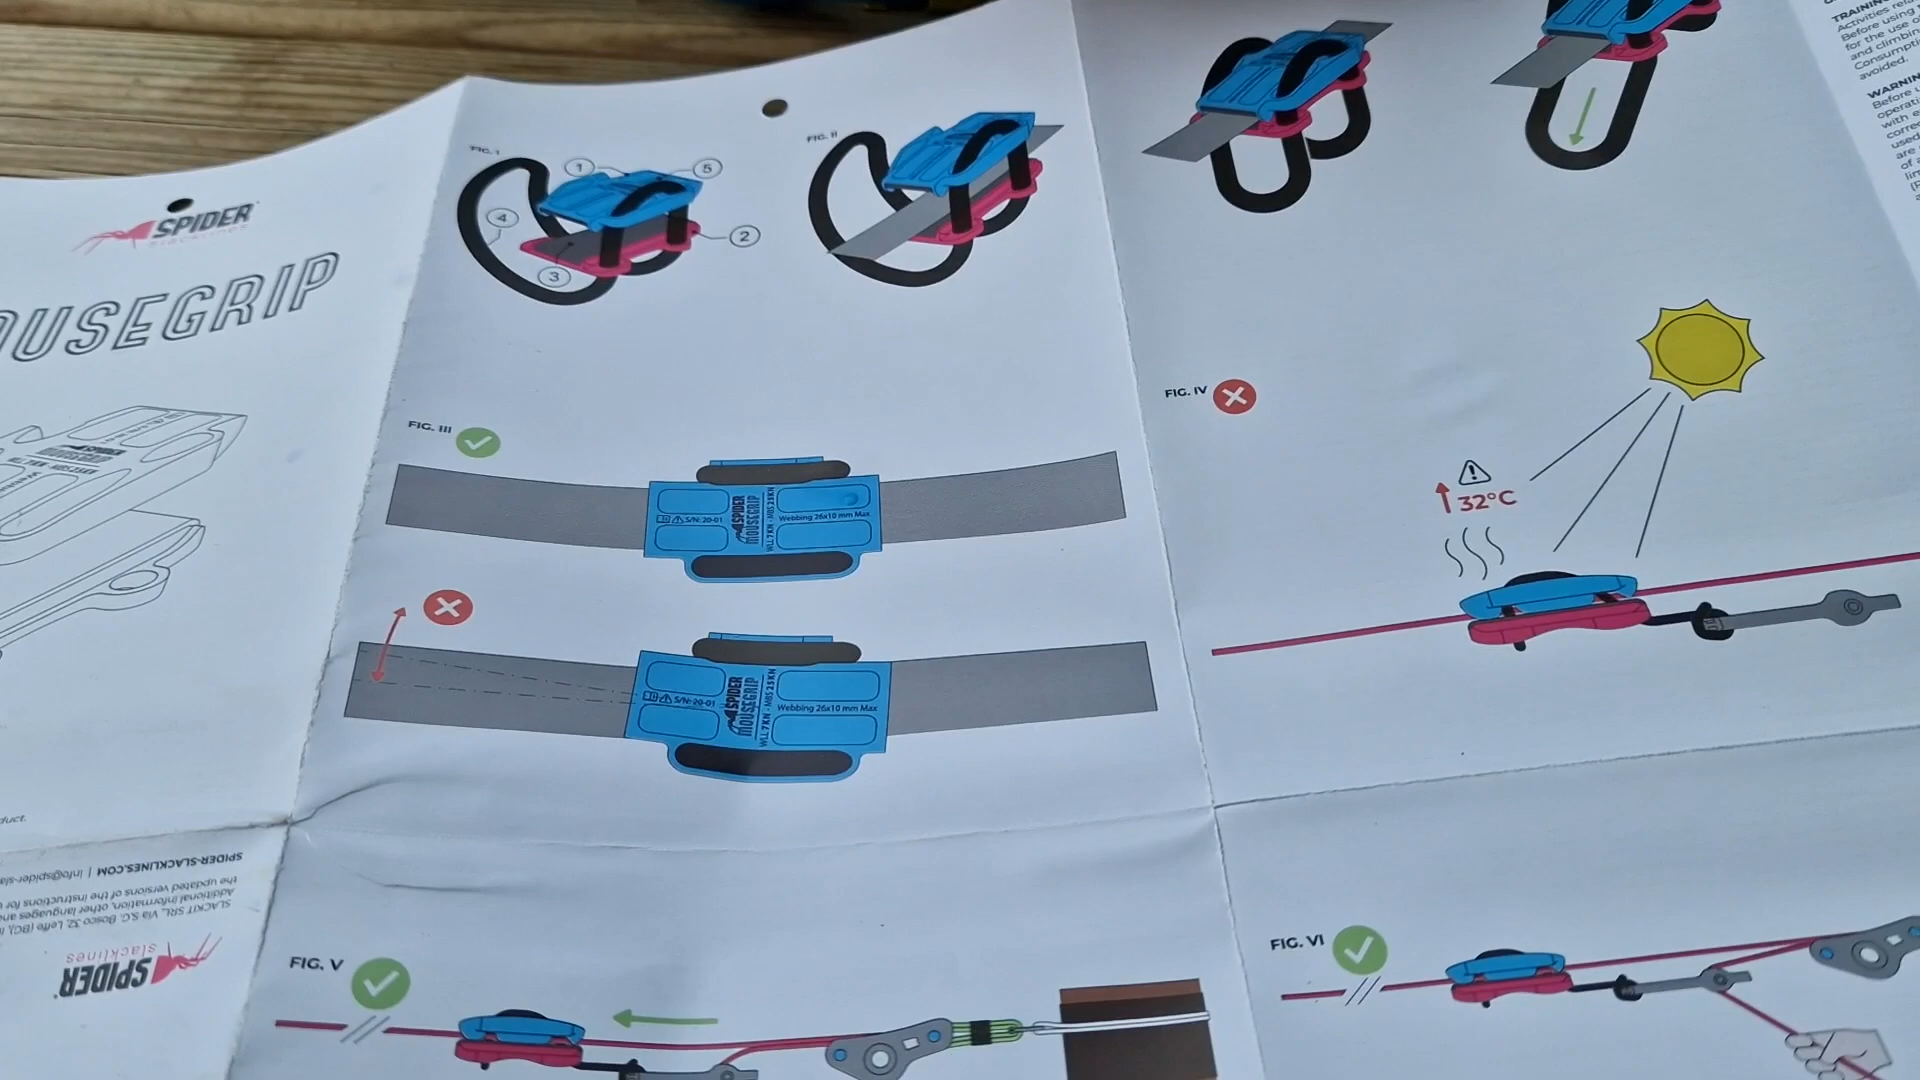 SPIDER
slacklines
OUSEGRIP
SPIDER
MOUSEGRIP
duct.
SPIDER-SLACKLINES.COM | info@spider-sla
the updated versions of the instructions for
Additional information, other languages and
SLACKIT SRL, Via S.G. Bosco 32, Leffe (BG), I
SPIDER
slacklines
FIG. I
1
5
4
2
3
FIG. II
FIG. III
S/N: 20-01
SPIDER
MOUSEGRIP
WLL 7KN - MBS 25KN
Webbing 26x10 mm Max
S/N: 20-01
SPIDER
MOUSEGRIP
WLL 7KN - MBS 25KN
Webbing 26x10 mm Max
FIG. IV
32°C
FIG. V
FIG. VI
TRAINING
Activities rela
Before using
for the use o
and climbin
Consumpti
avoided.
WARNIN
Before u
operati
with e
corre
used
are
of a